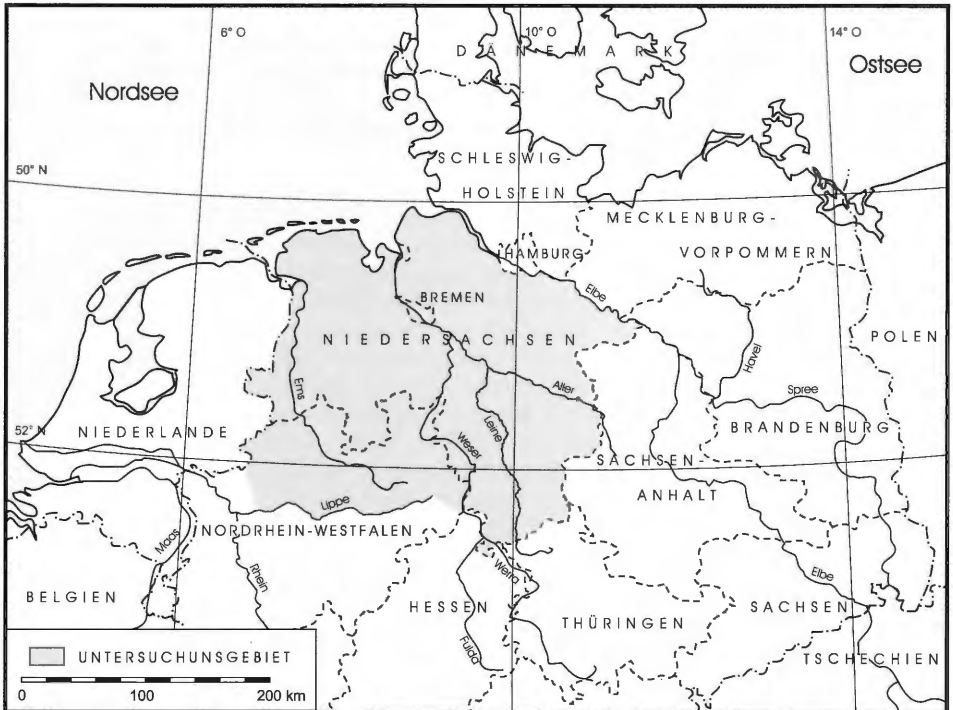 6° O
10° O
14° O
DÄNEMARK
Nordsee
Ostsee
SCHLESWIG-
HOLSTEIN
50° N
MECKLENBURG-
VORPOMMERN
HAMBURG
Elbe
BREMEN
NIEDERSACHSEN
POLEN
Havel
Ems
Aller
Spree
Leine
Weser
NIEDERLANDE
52° N
BRANDENBURG
SACHSEN-
ANHALT
Lippe
NORDRHEIN-WESTFALEN
Maas
Rhein
Werra
Elbe
BELGIEN
HESSEN
THÜRINGEN
SACHSEN
Fulda
TSCHECHIEN
UNTERSUCHUNSGEBIET
0 100 200 km